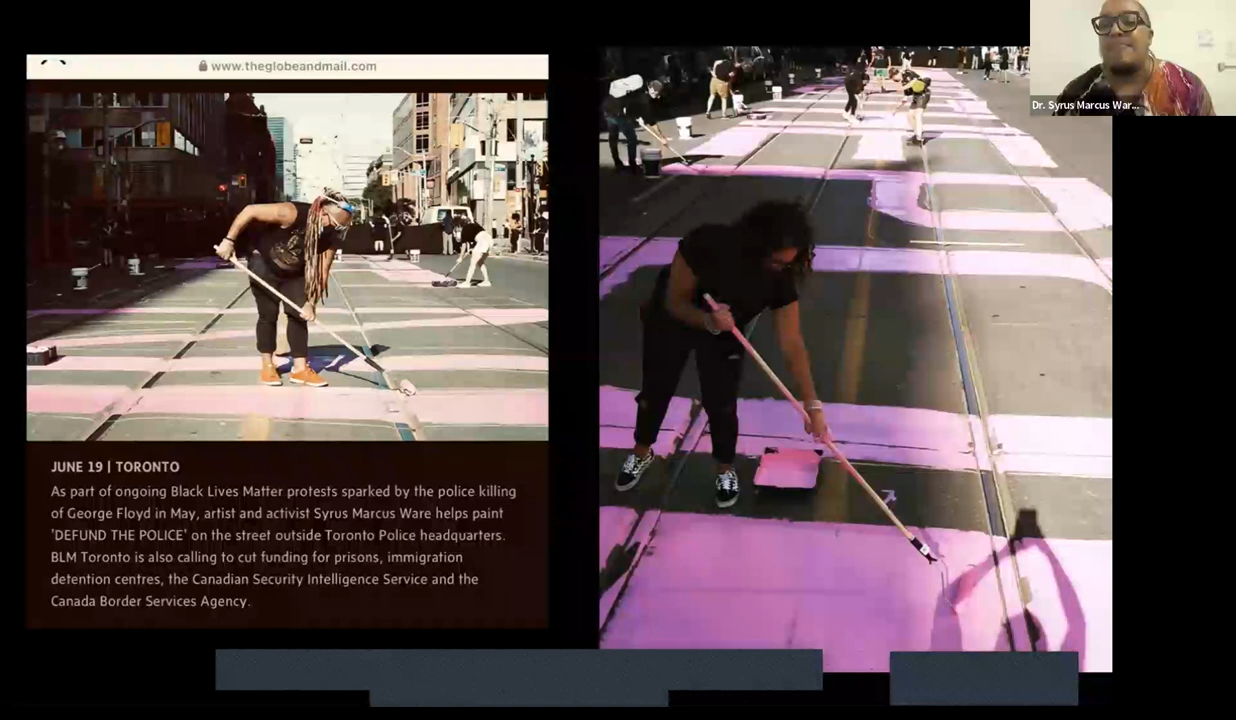 www.theglobeandmail.com
Dr. Syrus Marcus War...
JUNE 19 | TORONTO
As part of ongoing Black Lives Matter protests sparked by the police killing
of George Floyd in May, artist and activist Syrus Marcus Ware helps paint
'DEFUND THE POLICE' on the street outside Toronto Police headquarters.
BLM Toronto is also calling to cut funding for prisons, immigration
detention centres, the Canadian Security Intelligence Service and the
Canada Border Services Agency.